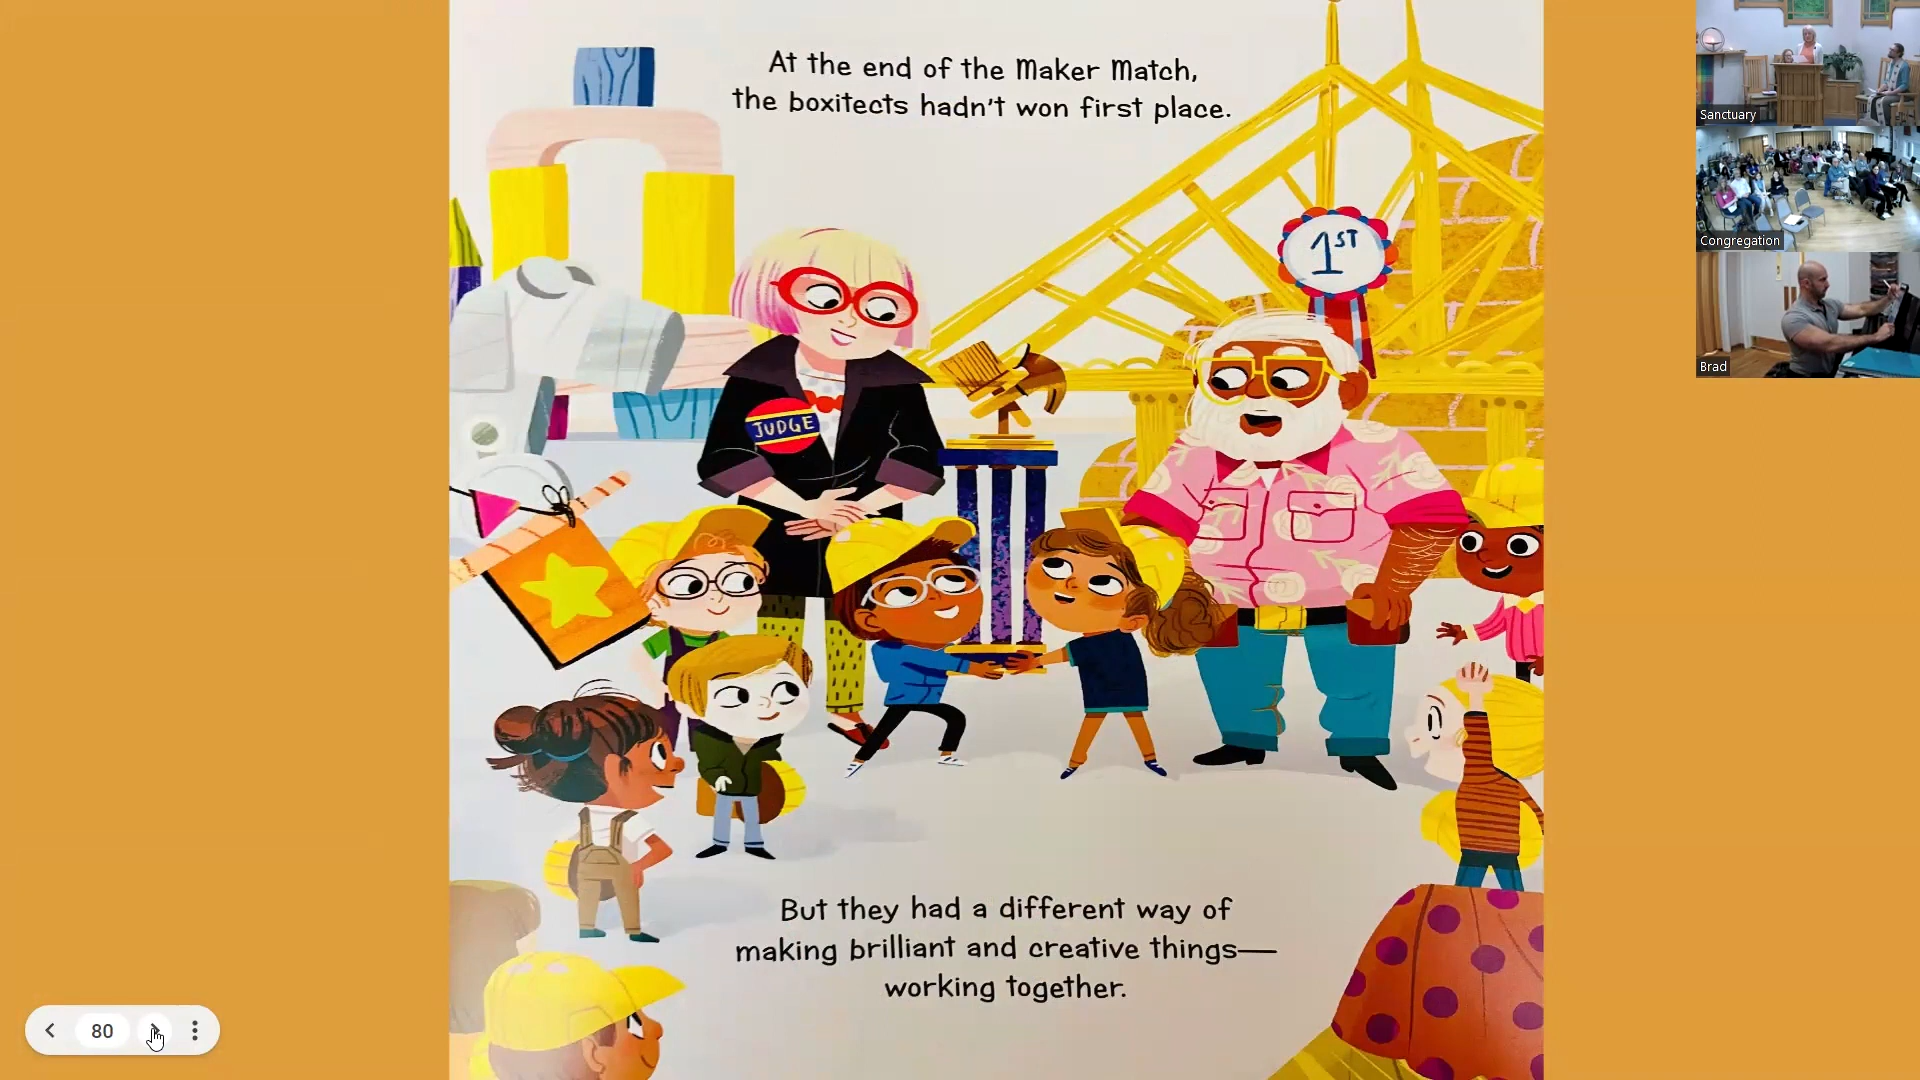 At the end of the Maker Match,
the boxitects hadn't won first place.
1ST
JUDGE
But they had a different way of
making brilliant and creative things—
working together.
Sanctuary
Congregation
Brad
80